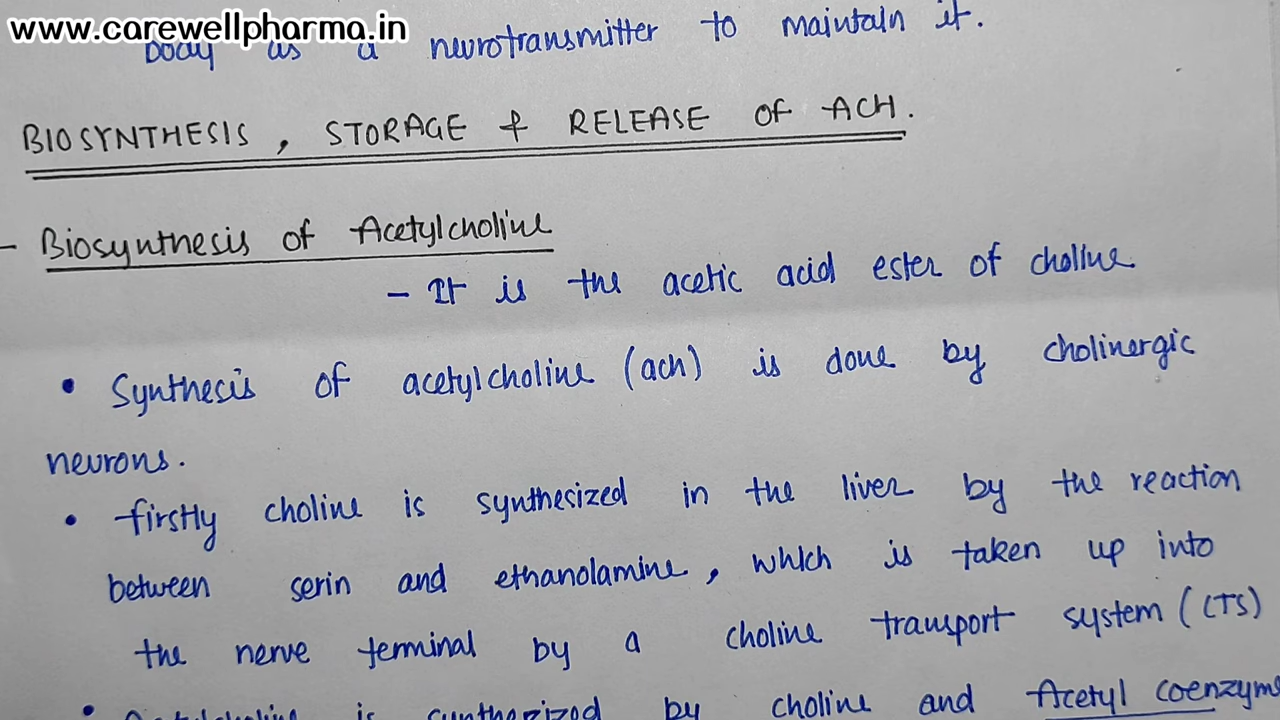 www.carewellpharma.in
body as a neurotransmitter to maintain it.
BIOSYNTHESIS, STORAGE & RELEASE OF ACH.
- Biosynthesis of Acetylcholine
- It is the acetic acid ester of choline
• Synthesis of acetylcholine (ach) is done by cholinergic
neurons.
• firstly choline is synthesized in the liver by the reaction
between serin and ethanolamine, which is taken up into
the nerve terminal by a choline transport system (CTS)
• Acetylcholine is synthesized by choline and Acetyl coenzyme